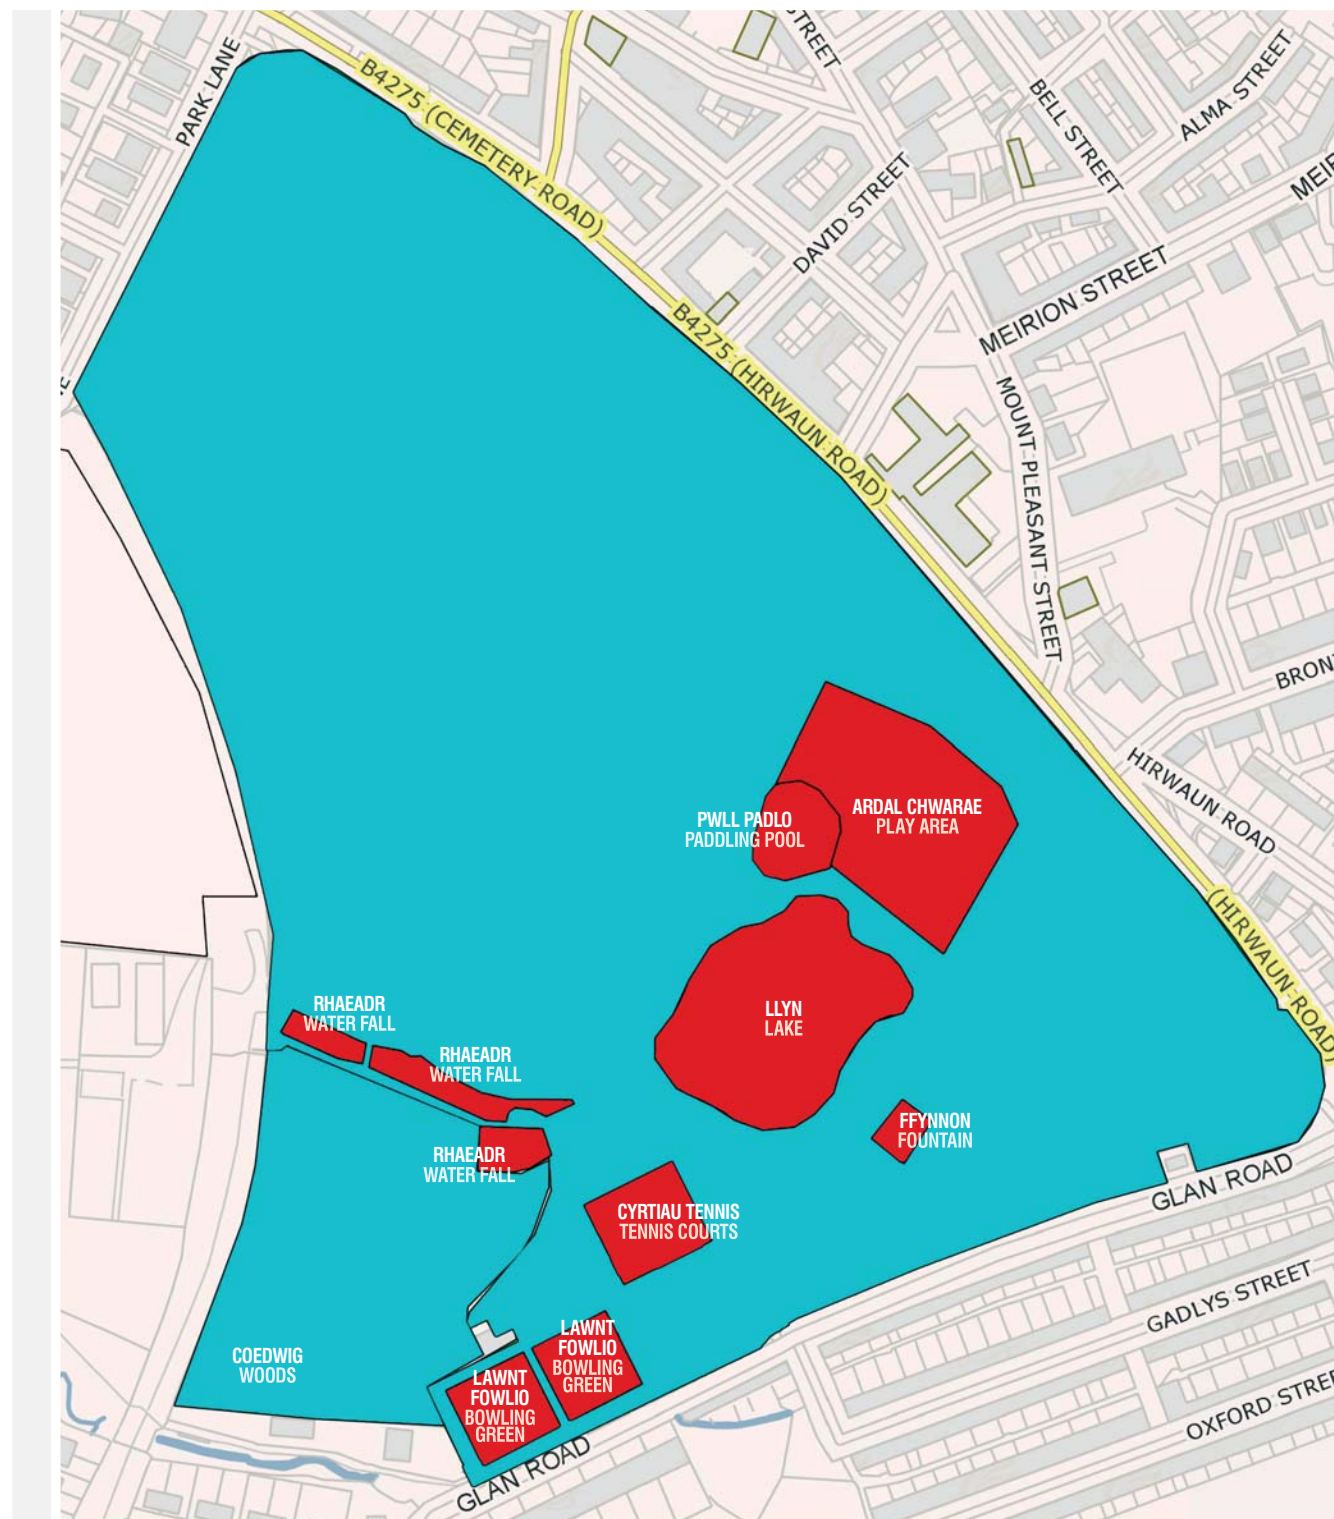 STREET
PARK LANE
B4275 (CEMETERY ROAD)
BELL STREET
ALMA STREET
DAVID STREET
MEIRION STREET
B4275 (HIRWAUN ROAD)
MOUNT PLEASANT STREET
HIRWAUN ROAD
(HIRWAUN ROAD)
ARDAL CHWARAE
PLAY AREA
PWLL PADLO
PADDLING POOL
LLYN
LAKE
RHAEADR
WATER FALL
RHAEADR
WATER FALL
FFYNNON
FOUNTAIN
RHAEADR
WATER FALL
CYRTIAU TENNIS
TENNIS COURTS
GLAN ROAD
GADLYS STREET
LAWNT
FOWLIO
BOWLING
GREEN
COEDWIG
WOODS
LAWNT
FOWLIO
BOWLING
GREEN
GLAN ROAD
OXFORD STREE